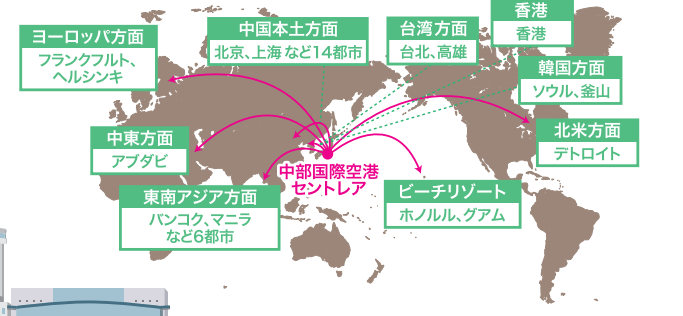 ヨーロッパ方面
フランクフルト、
ヘルシンキ
中国本土方面
北京、上海 など14都市
台湾方面
台北、高雄
香港
香港
韓国方面
ソウル、釜山
中東方面
アブダビ
北米方面
デトロイト
中部国際空港
セントレア
東南アジア方面
バンコク、マニラ
など6都市
ビーチリゾート
ホノルル、グアム